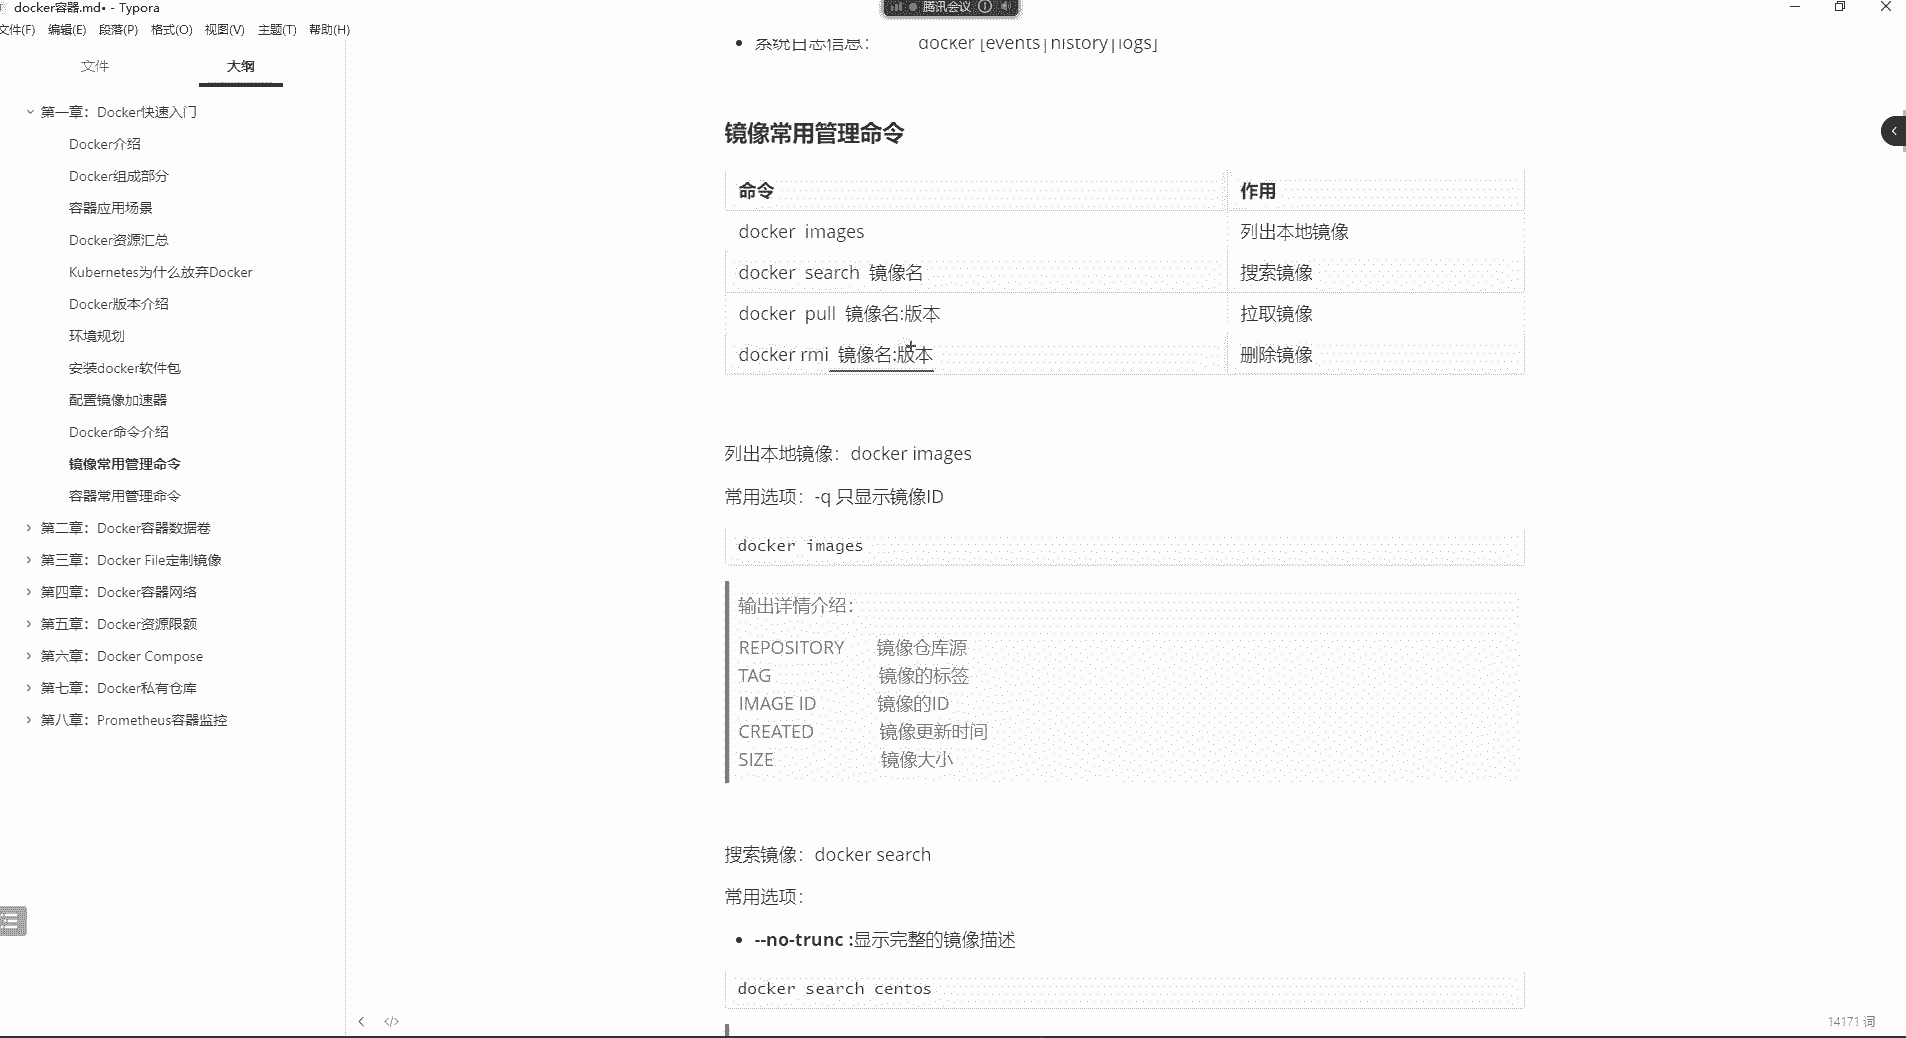 docker容器.md• - Typora
腾讯会议
文件(F) 编辑(E) 段落(P) 格式(O) 视图(V) 主题(T) 帮助(H)
文件 大纲
第一章：Docker快速入门
Docker介绍
Docker组成部分
容器应用场景
Docker资源汇总
Kubernetes为什么放弃Docker
Docker版本介绍
环境规划
安装docker软件包
配置镜像加速器
Docker命令介绍
镜像常用管理命令
容器常用管理命令
第二章：Docker容器数据卷
第三章：Docker File定制镜像
第四章：Docker容器网络
第五章：Docker资源限额
第六章：Docker Compose
第七章：Docker私有仓库
第八章：Prometheus容器监控
• 系统日志信息： docker [events|history|logs]
镜像常用管理命令
命令 作用
docker images 列出本地镜像
docker search 镜像名 搜索镜像
docker pull 镜像名:版本 拉取镜像
docker rmi 镜像名:版本 删除镜像
列出本地镜像：docker images
常用选项：-q 只显示镜像ID
docker images
输出详情介绍：
REPOSITORY 镜像仓库源
TAG 镜像的标签
IMAGE ID 镜像的ID
CREATED 镜像更新时间
SIZE 镜像大小
搜索镜像：docker search
常用选项：
• --no-trunc :显示完整的镜像描述
docker search centos
14171 词